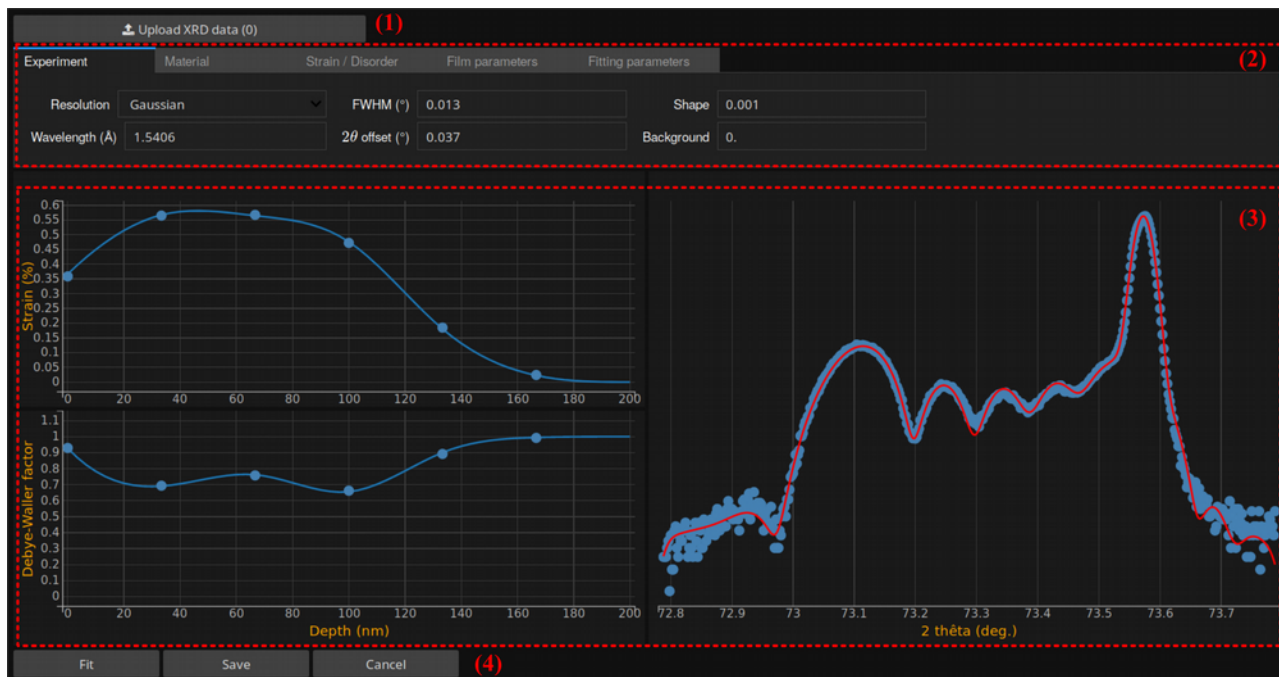 Upload XRD data (0) (1)
Experiment Material Strain / Disorder Film parameters Fitting parameters (2)
Resolution Gaussian FWHM (°) 0.013 Shape 0.001
Wavelength (Å) 1.5406 2θ offset (°) 0.037 Background 0.
(3)
Strain (%)
0.6
0.55
0.5
0.45
0.4
0.35
0.3
0.25
0.2
0.15
0.1
0.05
0
0 20 40 60 80 100 120 140 160 180 200
Debye-Waller factor
1.1
1
0.9
0.8
0.7
0.6
0.5
0.4
0.3
0.2
0.1
0
0 20 40 60 80 100 120 140 160 180 200
Depth (nm)
72.8 72.9 73 73.1 73.2 73.3 73.4 73.5 73.6 73.7
2 thêta (deg.)
Fit Save Cancel (4)